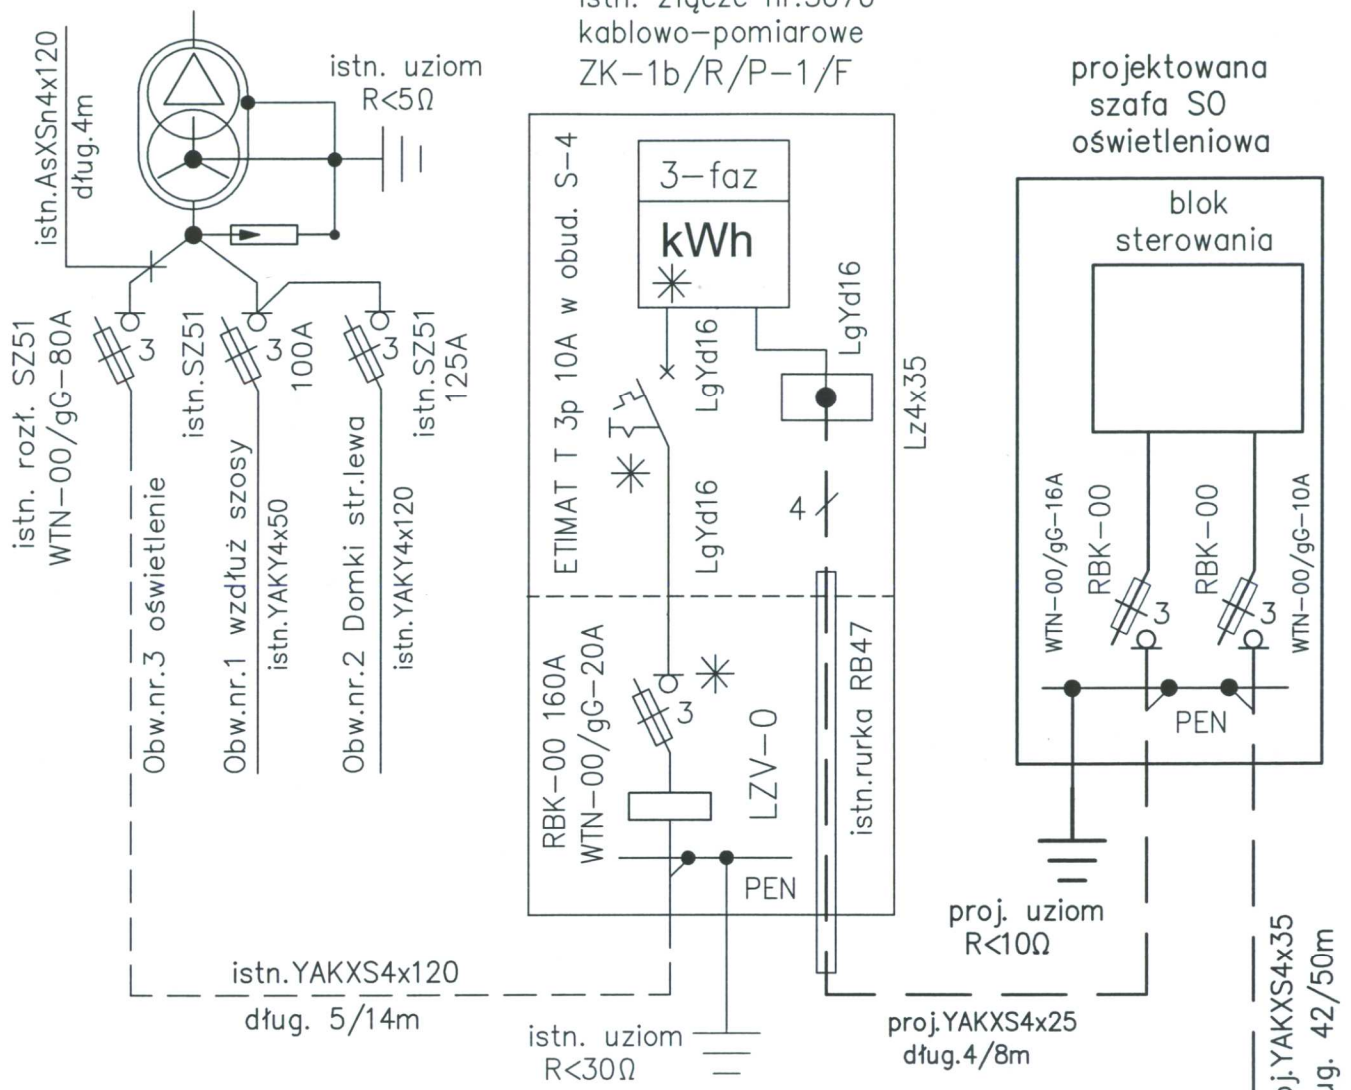 istn. złącze nr.
kablowo-pomiarowe
ZK-1b/R/P-1/F
istn. uziom
R<5Ω
istn.AsXSn4x120
dług.4m
projektowana
szafa SO
oświetleniowa
blok
sterowania
3-faz
kWh
ETIMAT T 3p 10A w obud. S-4
LgYd16
LgYd16
LgYd16
Lz4x35
4
istn. rozł. SZ51
WTN-00/gG-80A
3
istn.SZ51
3
100A
3
istn.SZ51
125A
Obw.nr.3 oświetlenie
Obw.nr.1 wzdłuż szosy
istn.YAKY4x50
Obw.nr.2 Domki str.lewa
istn.YAKY4x120
WTN-00/gG-16A
RBK-00
3
RBK-00
3
WTN-00/gG-10A
PEN
RBK-00 160A
WTN-00/gG-20A
3
LZV-0
istn.rurka RB47
PEN
proj. uziom
R<10Ω
istn.YAKXS4x120
dług. 5/14m
istn. uziom
R<30Ω
proj.YAKXS4x25
dług.4/8m
j.YAKXS4x35
ug. 42/50m